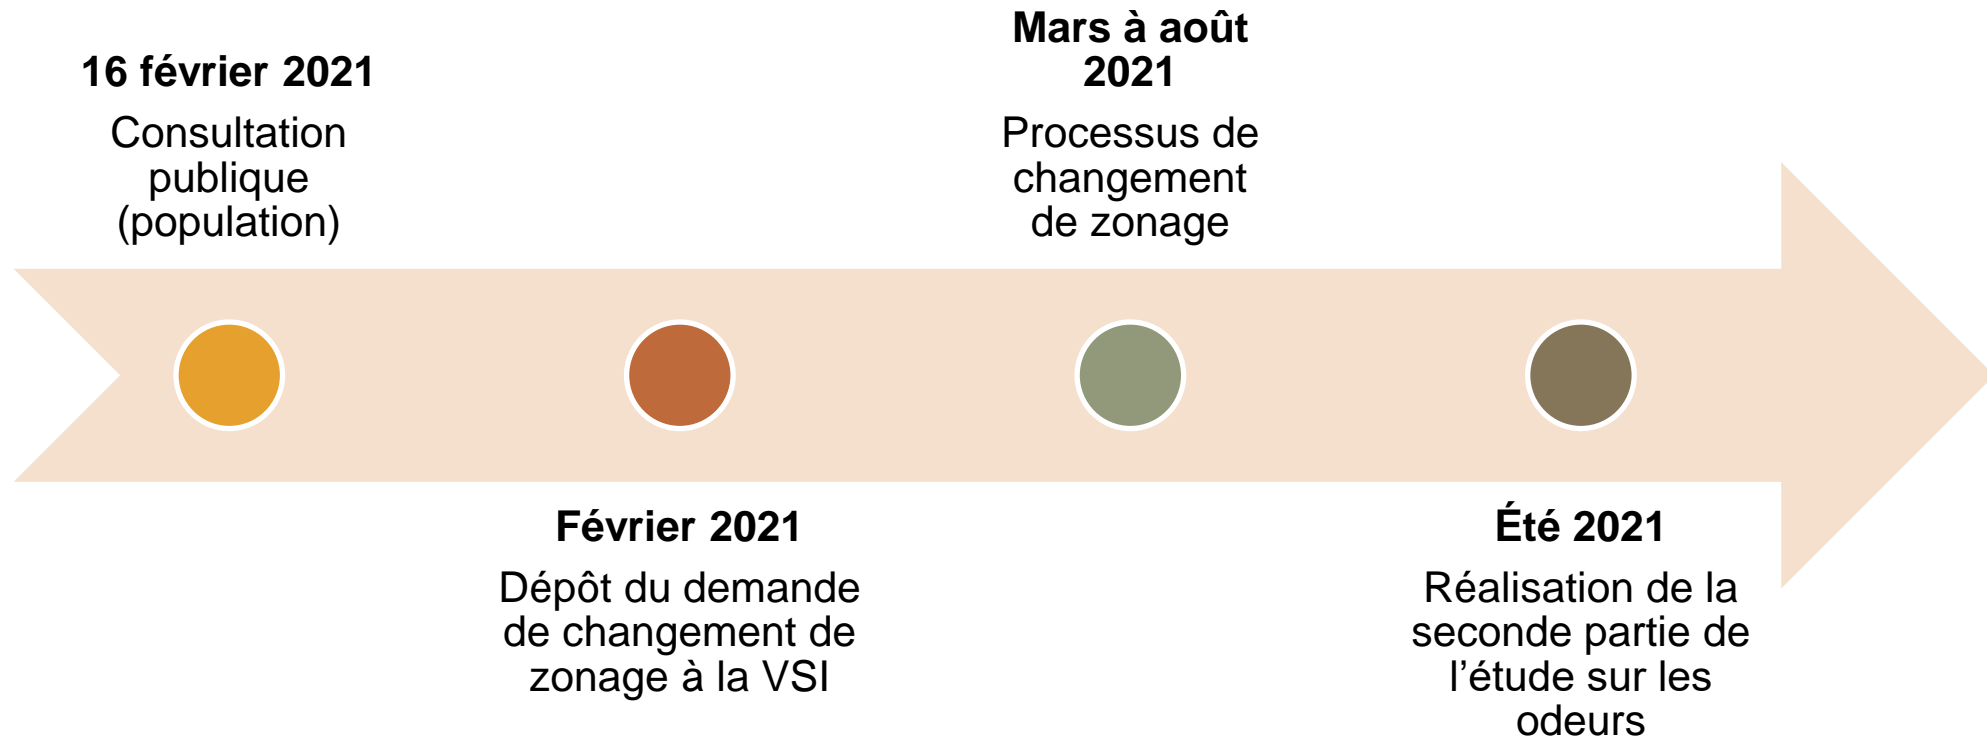 16 février 2021
Consultation
publique
(population)
Février 2021
Dépôt du demande
de changement de
zonage à la VSI
Mars à août
2021
Processus de
changement
de zonage
Été 2021
Réalisation de la
seconde partie de
l’étude sur les
odeurs